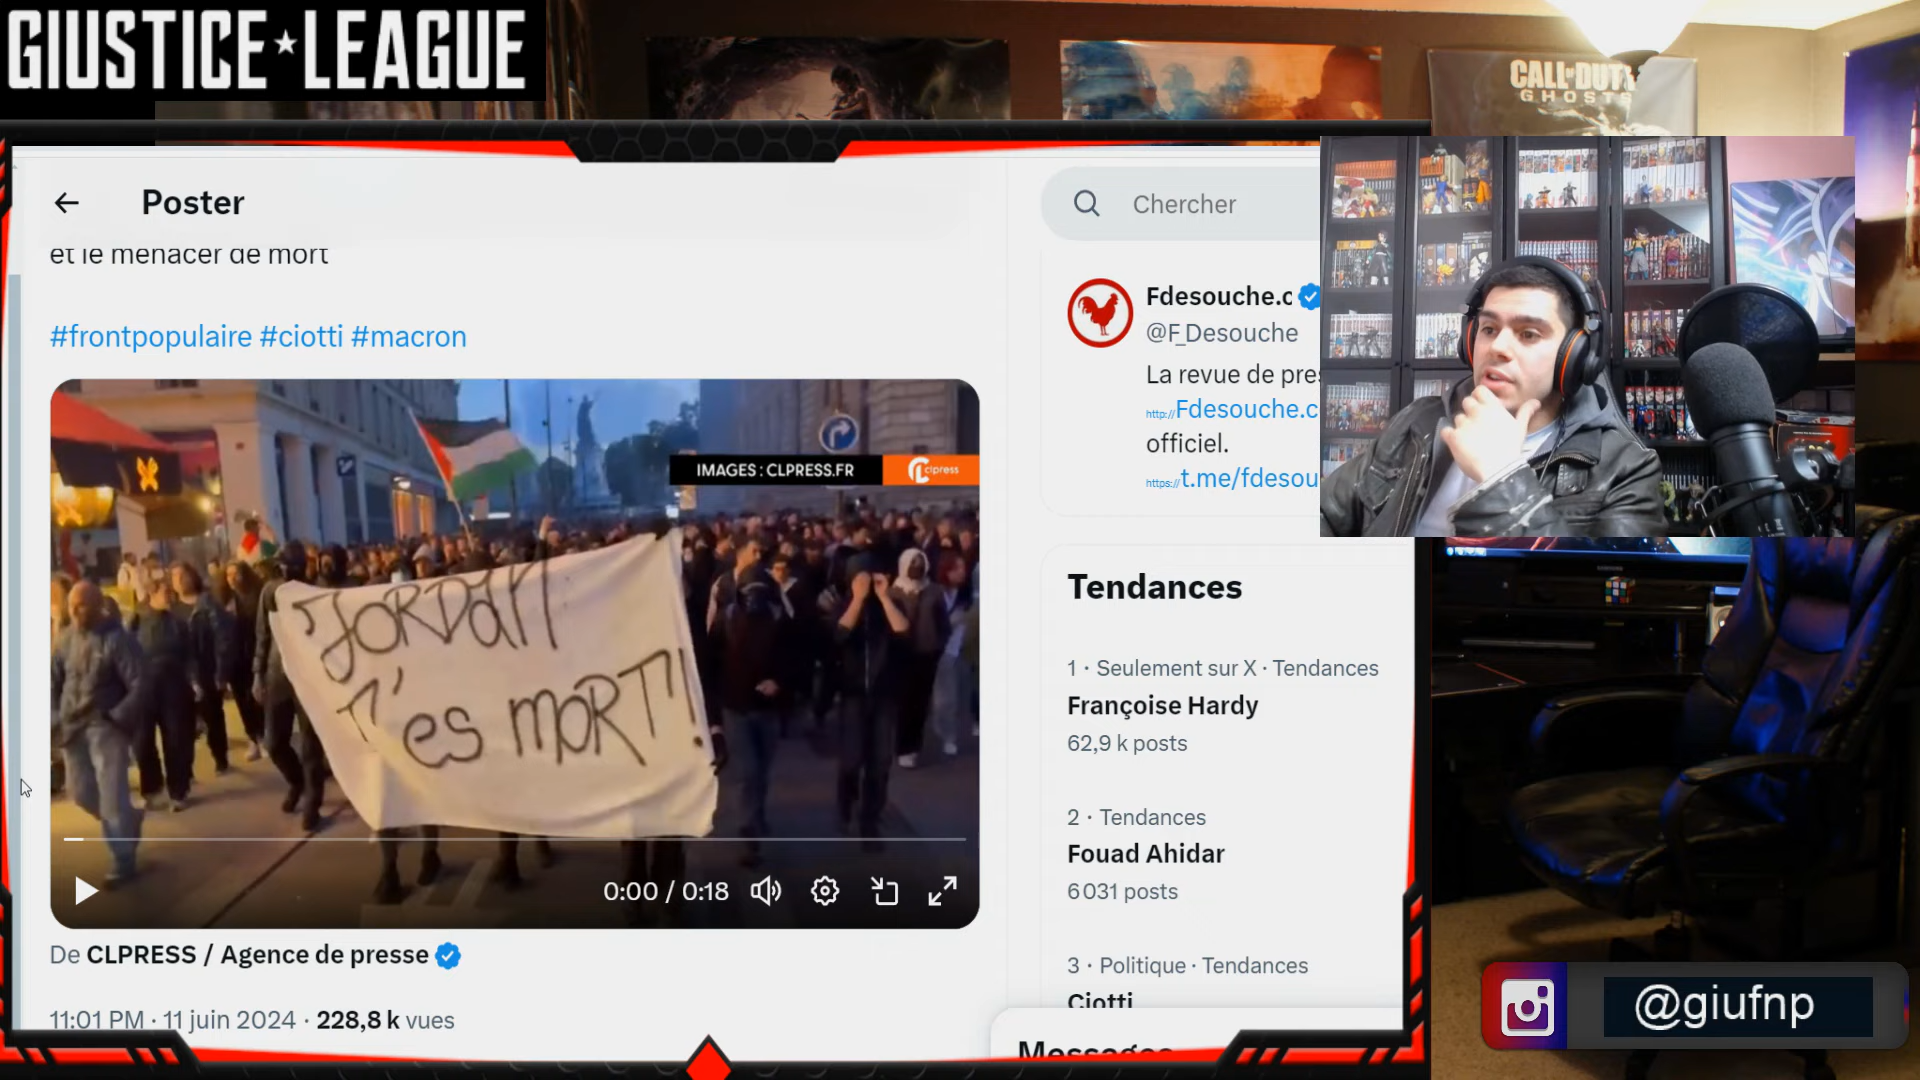 GIUSTICE★LEAGUE
CALL OF DUTY
GHOSTS
Poster
et le menacer de mort
#frontpopulaire #ciotti #macron
IMAGES : CLPRESS.FR
clpress
JORDAN
T'es MORT!
0:00 / 0:18
De CLPRESS / Agence de presse
11:01 PM · 11 juin 2024 · 228,8 k vues
Chercher
Fdesouche.c
@F_Desouche
La revue de pre
http://Fdesouche.c
officiel.
https://t.me/fdesou
Tendances
1 · Seulement sur X · Tendances
Françoise Hardy
62,9 k posts
2 · Tendances
Fouad Ahidar
6 031 posts
3 · Politique · Tendances
Ciotti
Messages
@giufnp